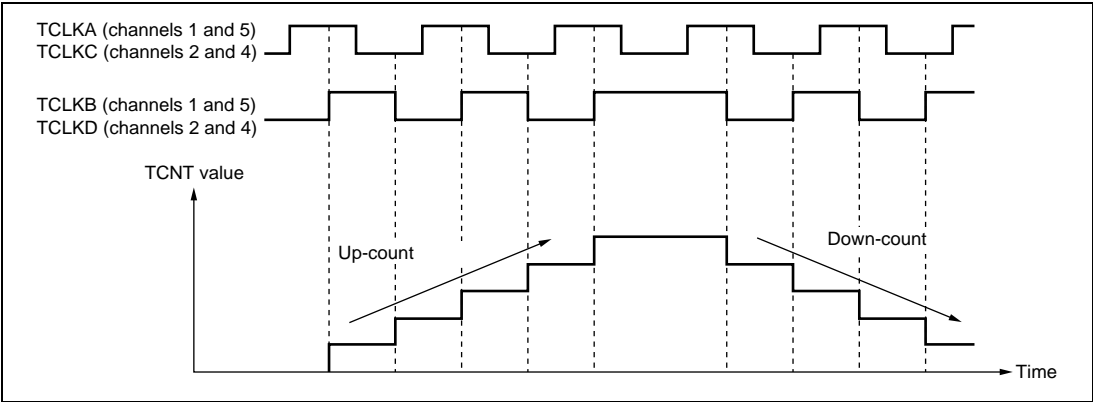 TCLKA (channels 1 and 5)
TCLKC (channels 2 and 4)
TCLKB (channels 1 and 5)
TCLKD (channels 2 and 4)
TCNT value
Up-count
Down-count
Time